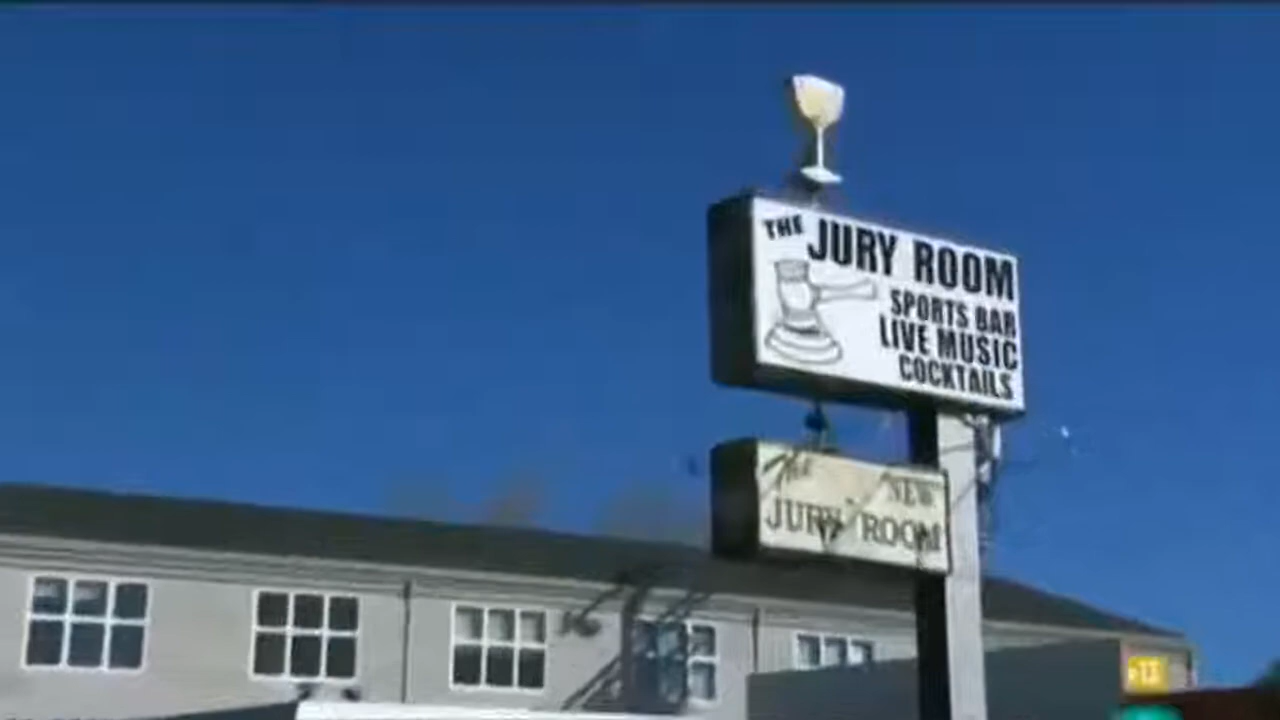 THE JURY ROOM
SPORTS BAR
LIVE MUSIC
COCKTAILS
The NEW
JURY ROOM